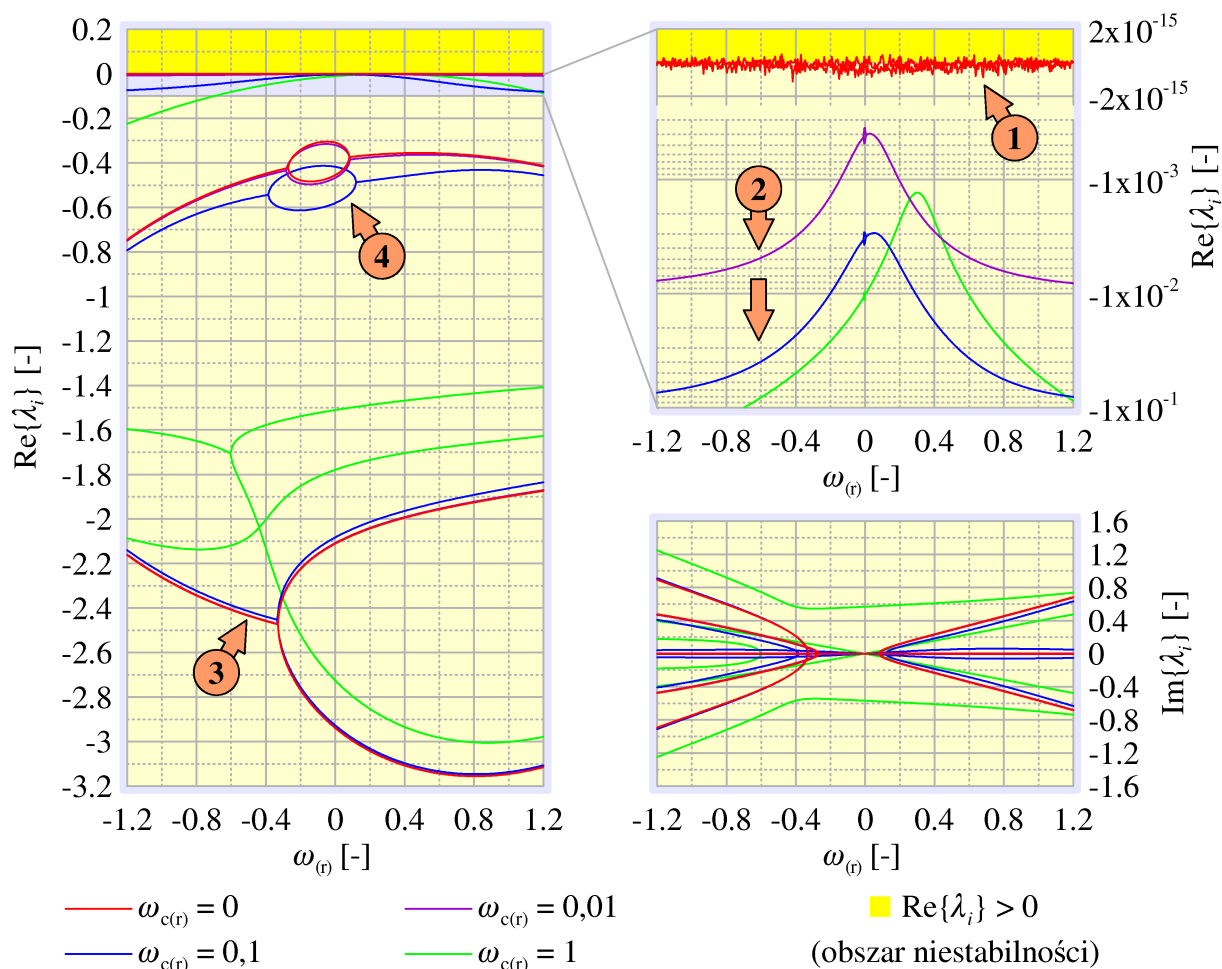 0.2
0
-0.2
-0.4
-0.6
-0.8
-1
-1.2
-1.4
-1.6
-1.8
-2
-2.2
-2.4
-2.6
-2.8
-3
-3.2
Re{λi} [-]
-1.2 -0.8 -0.4 0 0.4 0.8 1.2
ω(r) [-]
4
3
2x10-15
-2x10-15
-1x10-3
-1x10-2
-1x10-1
Re{λi} [-]
1
2
-1.2 -0.8 -0.4 0 0.4 0.8 1.2
ω(r) [-]
1.6
1.2
0.8
0.4
0
-0.4
-0.8
-1.2
-1.6
Im{λi} [-]
-1.2 -0.8 -0.4 0 0.4 0.8 1.2
ω(r) [-]
ωc(r) = 0
ωc(r) = 0,01
Re{λi} > 0
ωc(r) = 0,1
ωc(r) = 1
(obszar niestabilności)